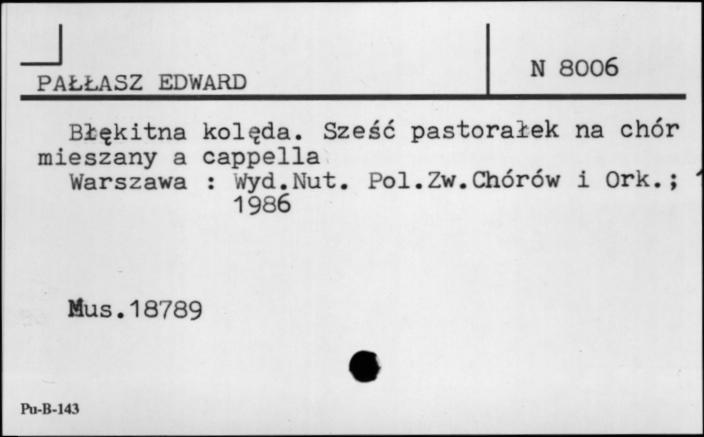 PAŁŁASZ EDWARD
N 8006
Błękitna kolęda. Sześć pastorałek na chór
mieszany a cappella
Warszawa : Wyd.Nut. Pol.Zw.Chórów i Ork.; 1
1986
Mus.18789
Pu-B-143